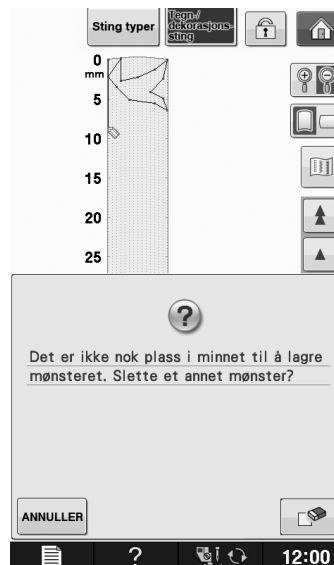 Sting typer
Tegn-/
dekorasjons-
sting
0
mm
5
10
15
20
25
?
Det er ikke nok plass i minnet til å lagre
mønsteret. Slette et annet mønster?
ANNULLER
?
12:00